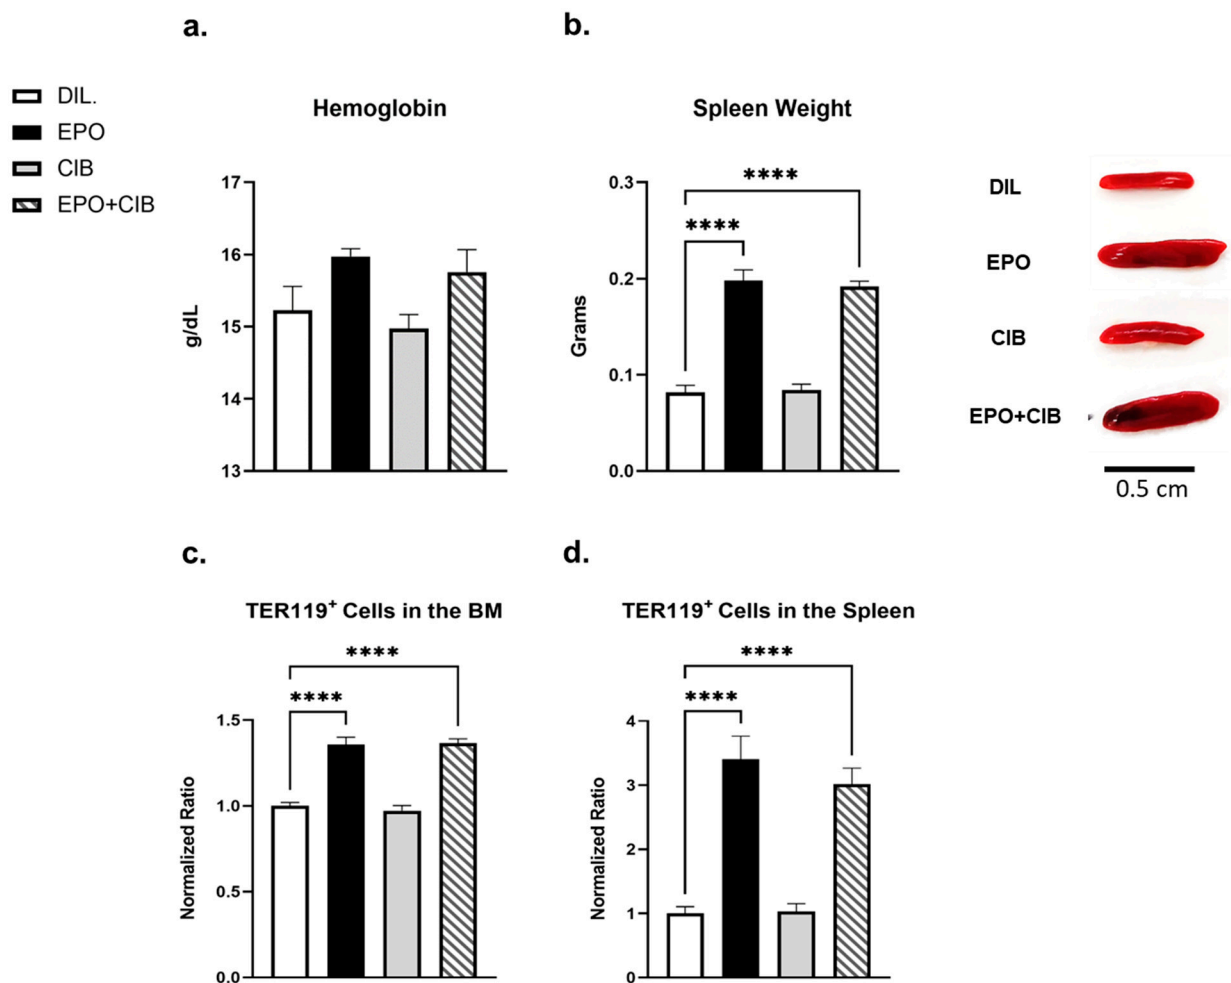 a.
b.
DIL.
EPO
CIB
EPO+CIB
Hemoglobin
17
16
15
14
13
g/dL
Spleen Weight
0.3
0.2
0.1
0.0
Grams
****
****
DIL
EPO
CIB
EPO+CIB
0.5 cm
c.
d.
TER119+ Cells in the BM
****
****
1.5
1.0
0.5
0.0
Normalized Ratio
TER119+ Cells in the Spleen
****
****
4
3
2
1
0
Normalized Ratio